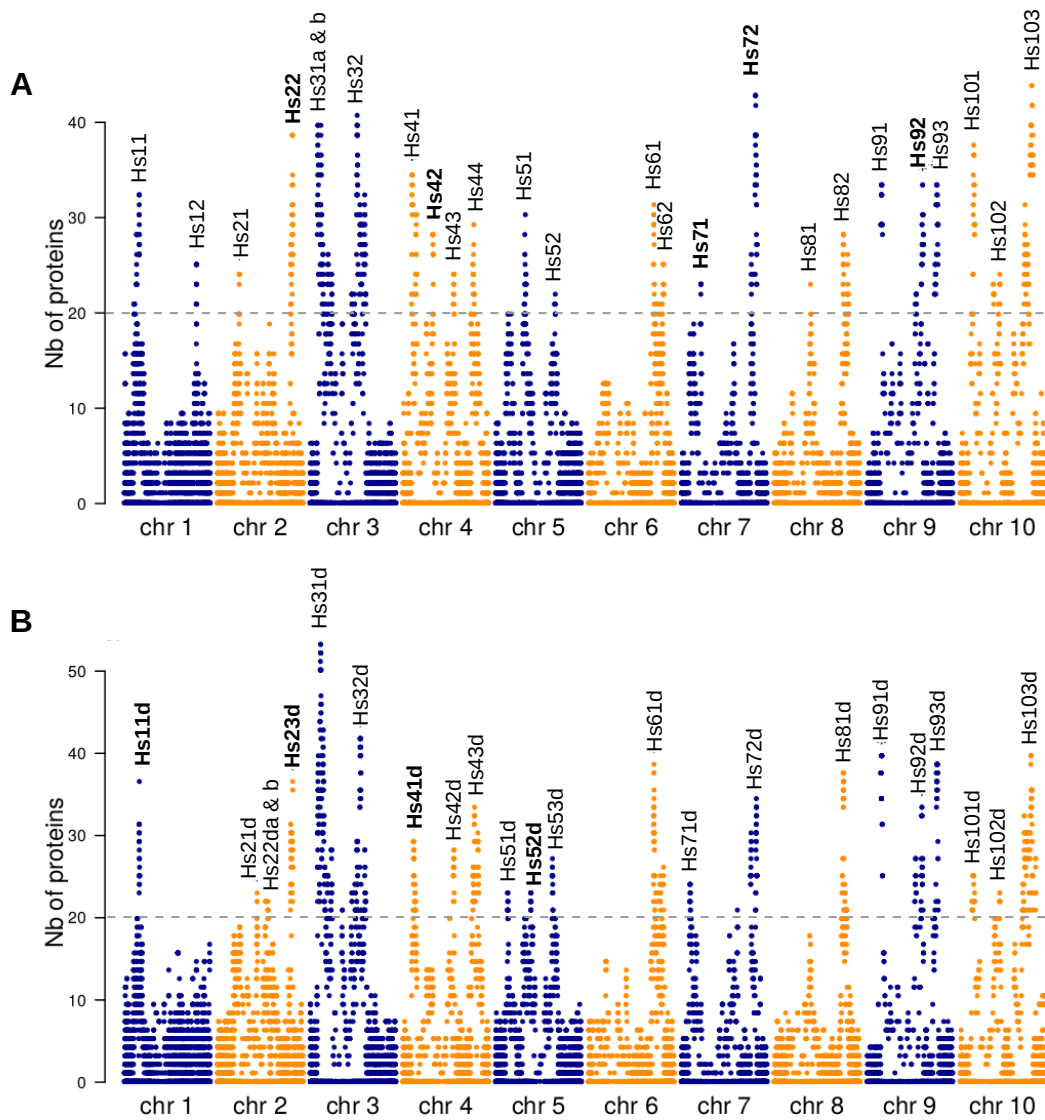 A
Nb of proteins
40
30
20
10
0
Hs11
Hs12
Hs21
Hs22
Hs31a & b
Hs32
Hs41
Hs42
Hs43
Hs44
Hs51
Hs52
Hs61
Hs62
Hs71
Hs72
Hs81
Hs82
Hs91
Hs92
Hs93
Hs101
Hs102
Hs103
chr 1 chr 2 chr 3 chr 4 chr 5 chr 6 chr 7 chr 8 chr 9 chr 10
B
Nb of proteins
50
40
30
20
10
0
Hs11d
Hs21d
Hs22da & b
Hs23d
Hs31d
Hs32d
Hs41d
Hs42d
Hs43d
Hs51d
Hs52d
Hs53d
Hs61d
Hs71d
Hs72d
Hs81d
Hs91d
Hs92d
Hs93d
Hs101d
Hs102d
Hs103d
chr 1 chr 2 chr 3 chr 4 chr 5 chr 6 chr 7 chr 8 chr 9 chr 10